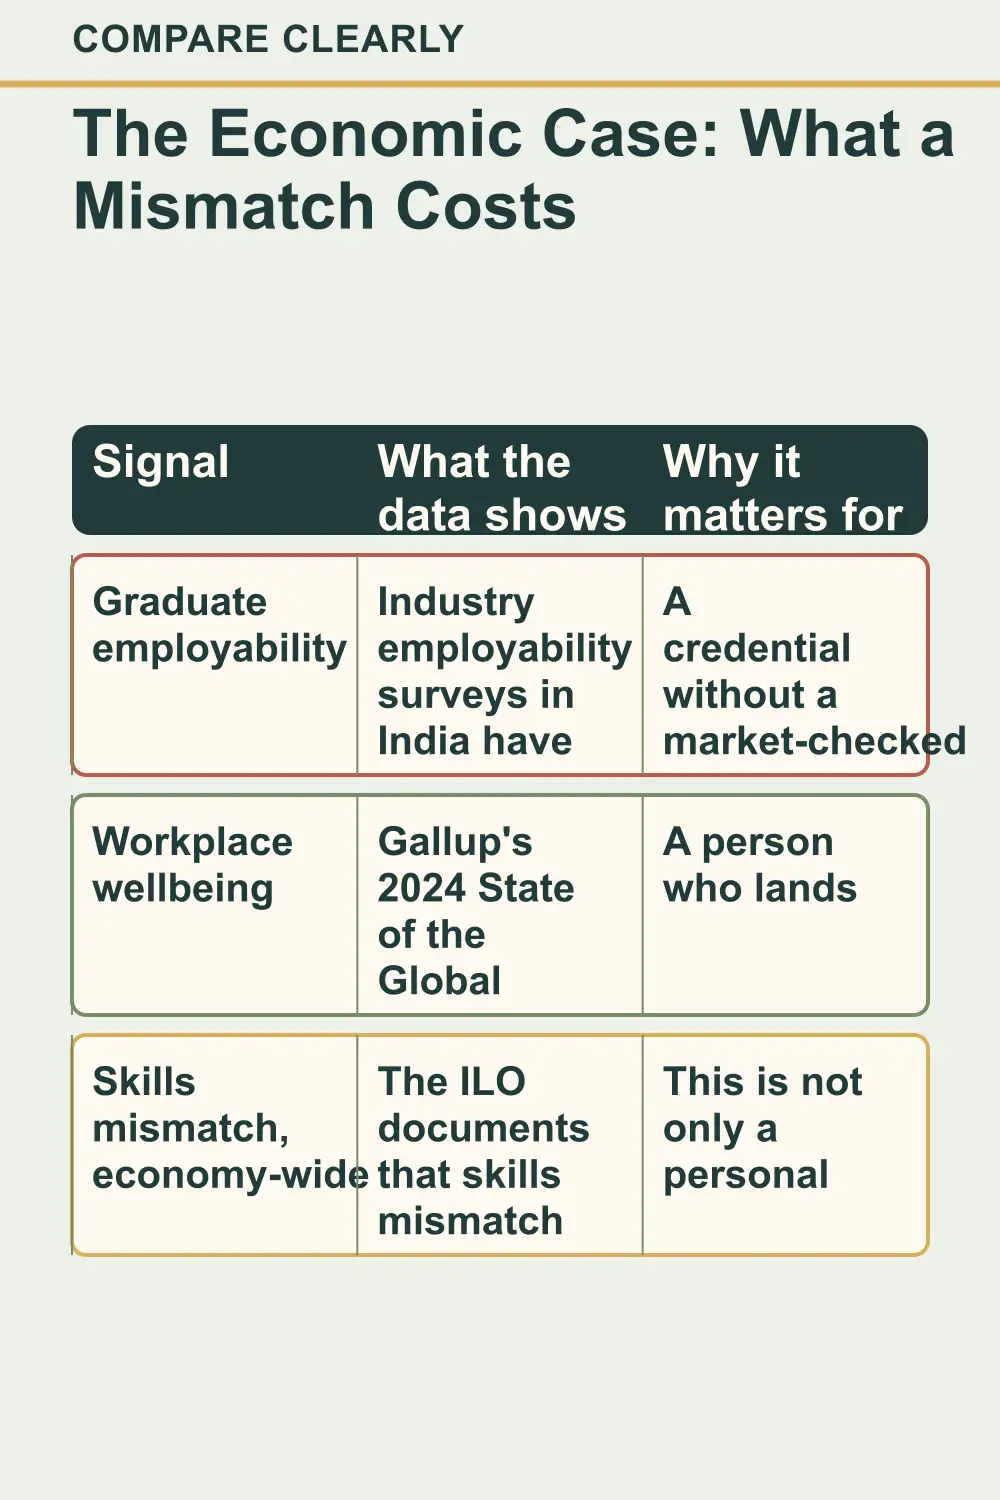 COMPARE CLEARLY
The Economic Case: What a
Mismatch Costs
Signal
What the
data shows
Why it
matters for
Graduate
employability
Industry
employability
surveys in
India have
A
credential
without a
market-checked
Workplace
wellbeing
Gallup's
2024 State
of the
Global
A person
who lands
Skills
mismatch,
economy-wide
The ILO
documents
that skills
mismatch
This is not
only a
personal